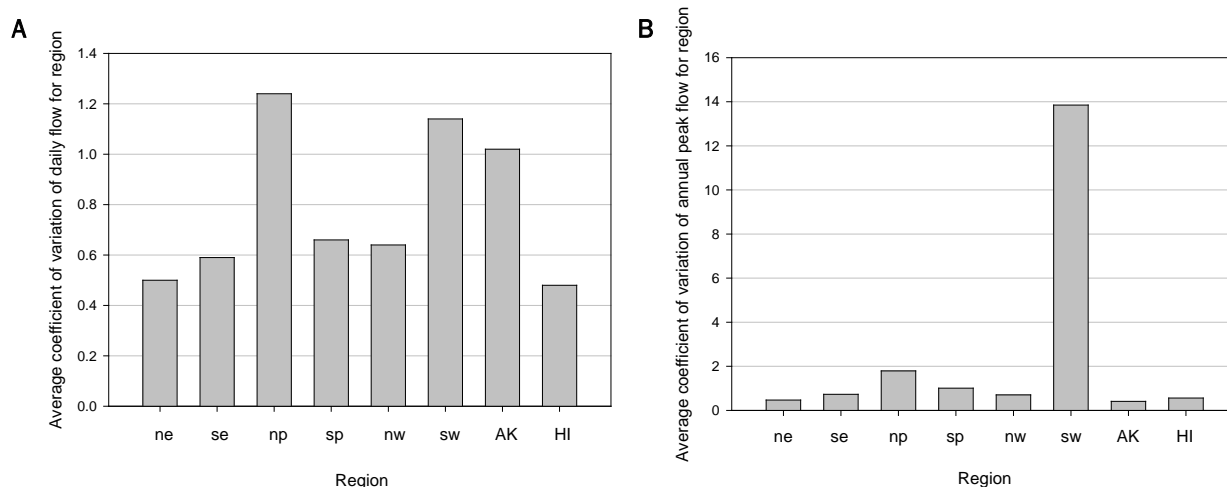 A
Average coefficient of variation of daily flow for region
1.4
1.2
1.0
0.8
0.6
0.4
0.2
0.0
ne se np sp nw sw AK HI
Region
B
Average coefficient of variation of annual peak flow for region
16
14
12
10
8
6
4
2
0
ne se np sp nw sw AK HI
Region